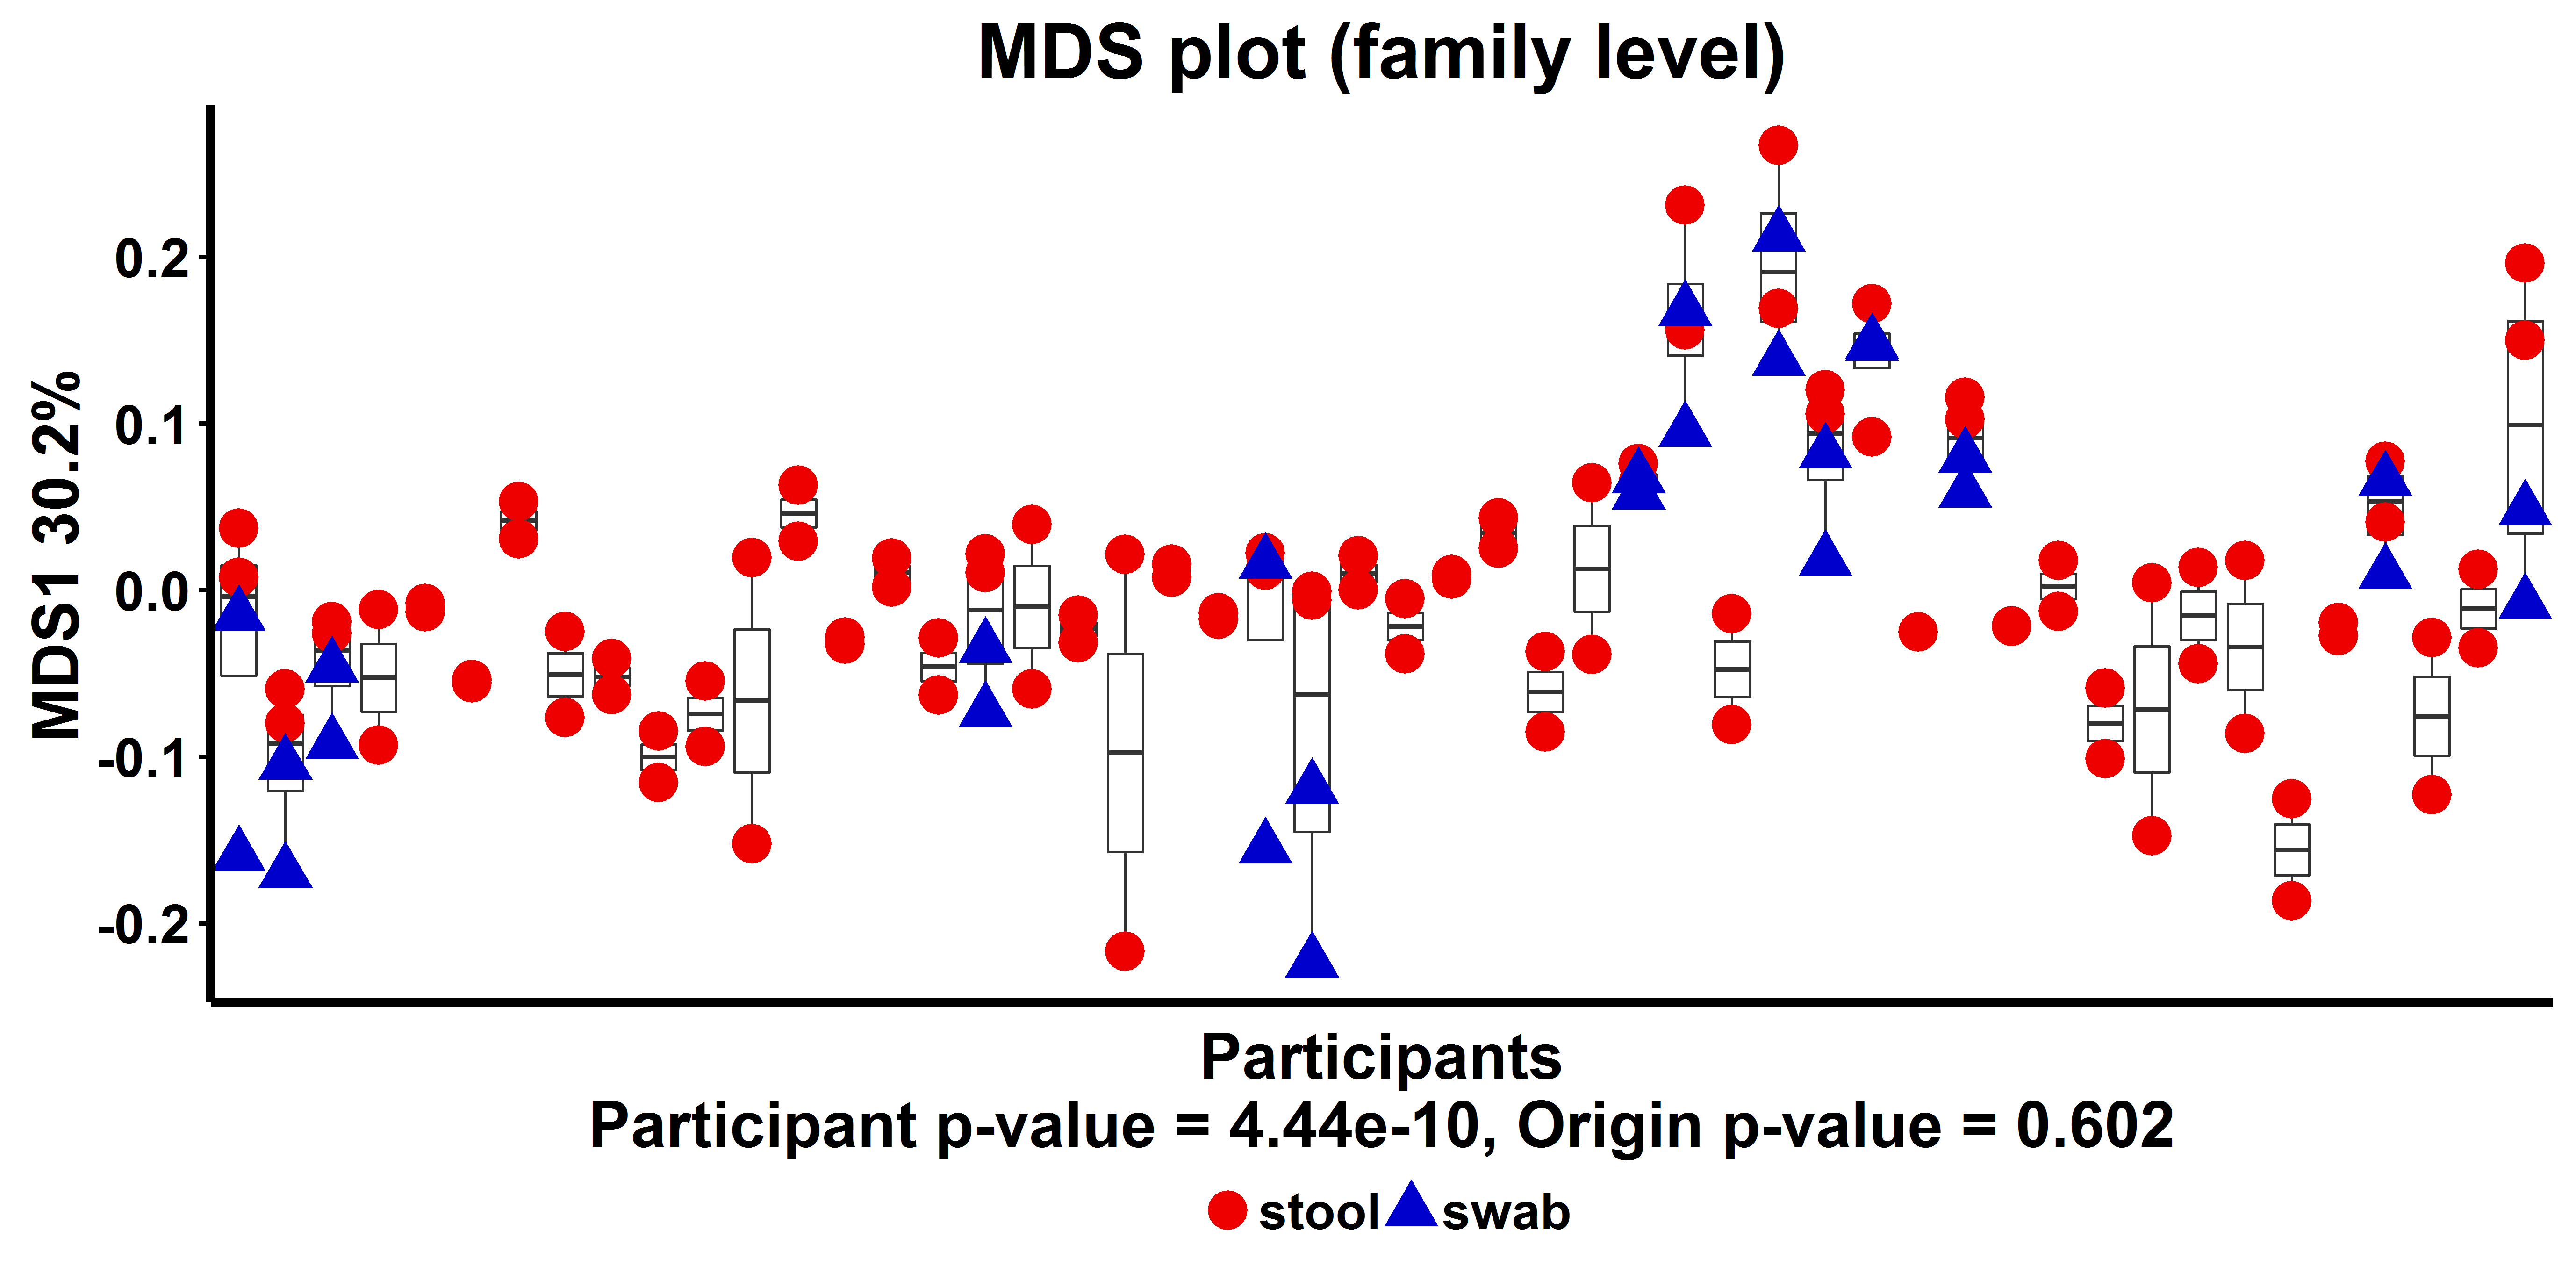 MDS plot (family level)
MDS1 30.2%
0.2
0.1
0.0
-0.1
-0.2
Participants
Participant p-value = 4.44e-10, Origin p-value = 0.602
stool swab